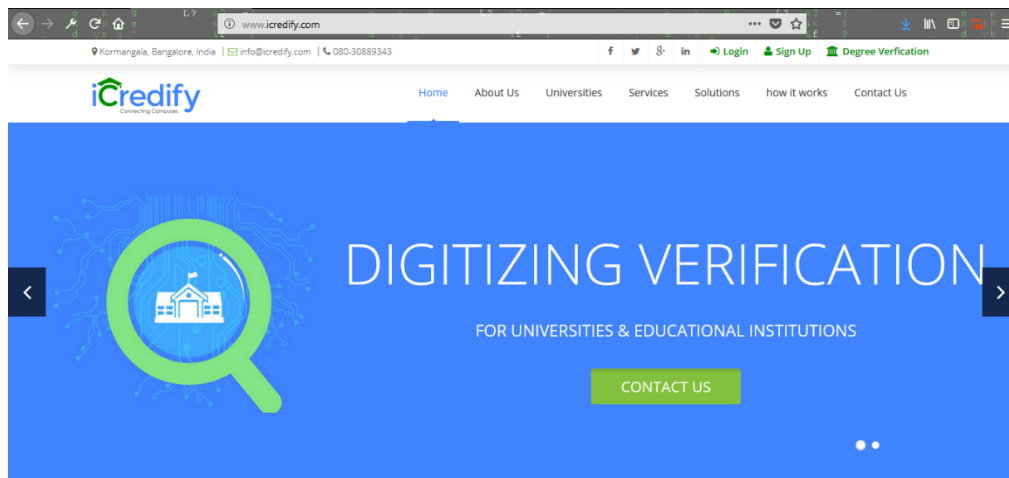 www.icredify.com
Kormangala, Bangalore, India | info@icredify.com | 080-30889343 Login Sign Up Degree Verfication
iCredify
Connecting Campuses
Home About Us Universities Services Solutions how it works Contact Us
DIGITIZING VERIFICATION
FOR UNIVERSITIES & EDUCATIONAL INSTITUTIONS
CONTACT US